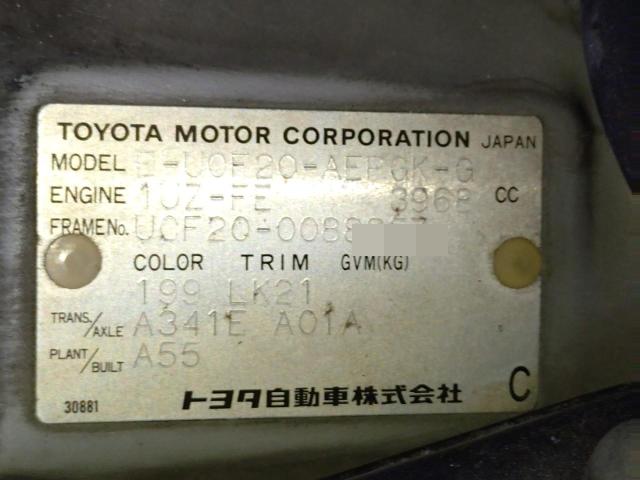 TOYOTA MOTOR CORPORATION JAPAN
MODEL E-UCF20-AEPGK-G
ENGINE 1UZ-FE 3968 CC
FRAME No. UCF20-0088
COLOR TRIM GVM(KG)
199 LK21
TRANS./AXLE A341E A01A
PLANT/BUILT A55
30881 トヨタ自動車株式会社 C